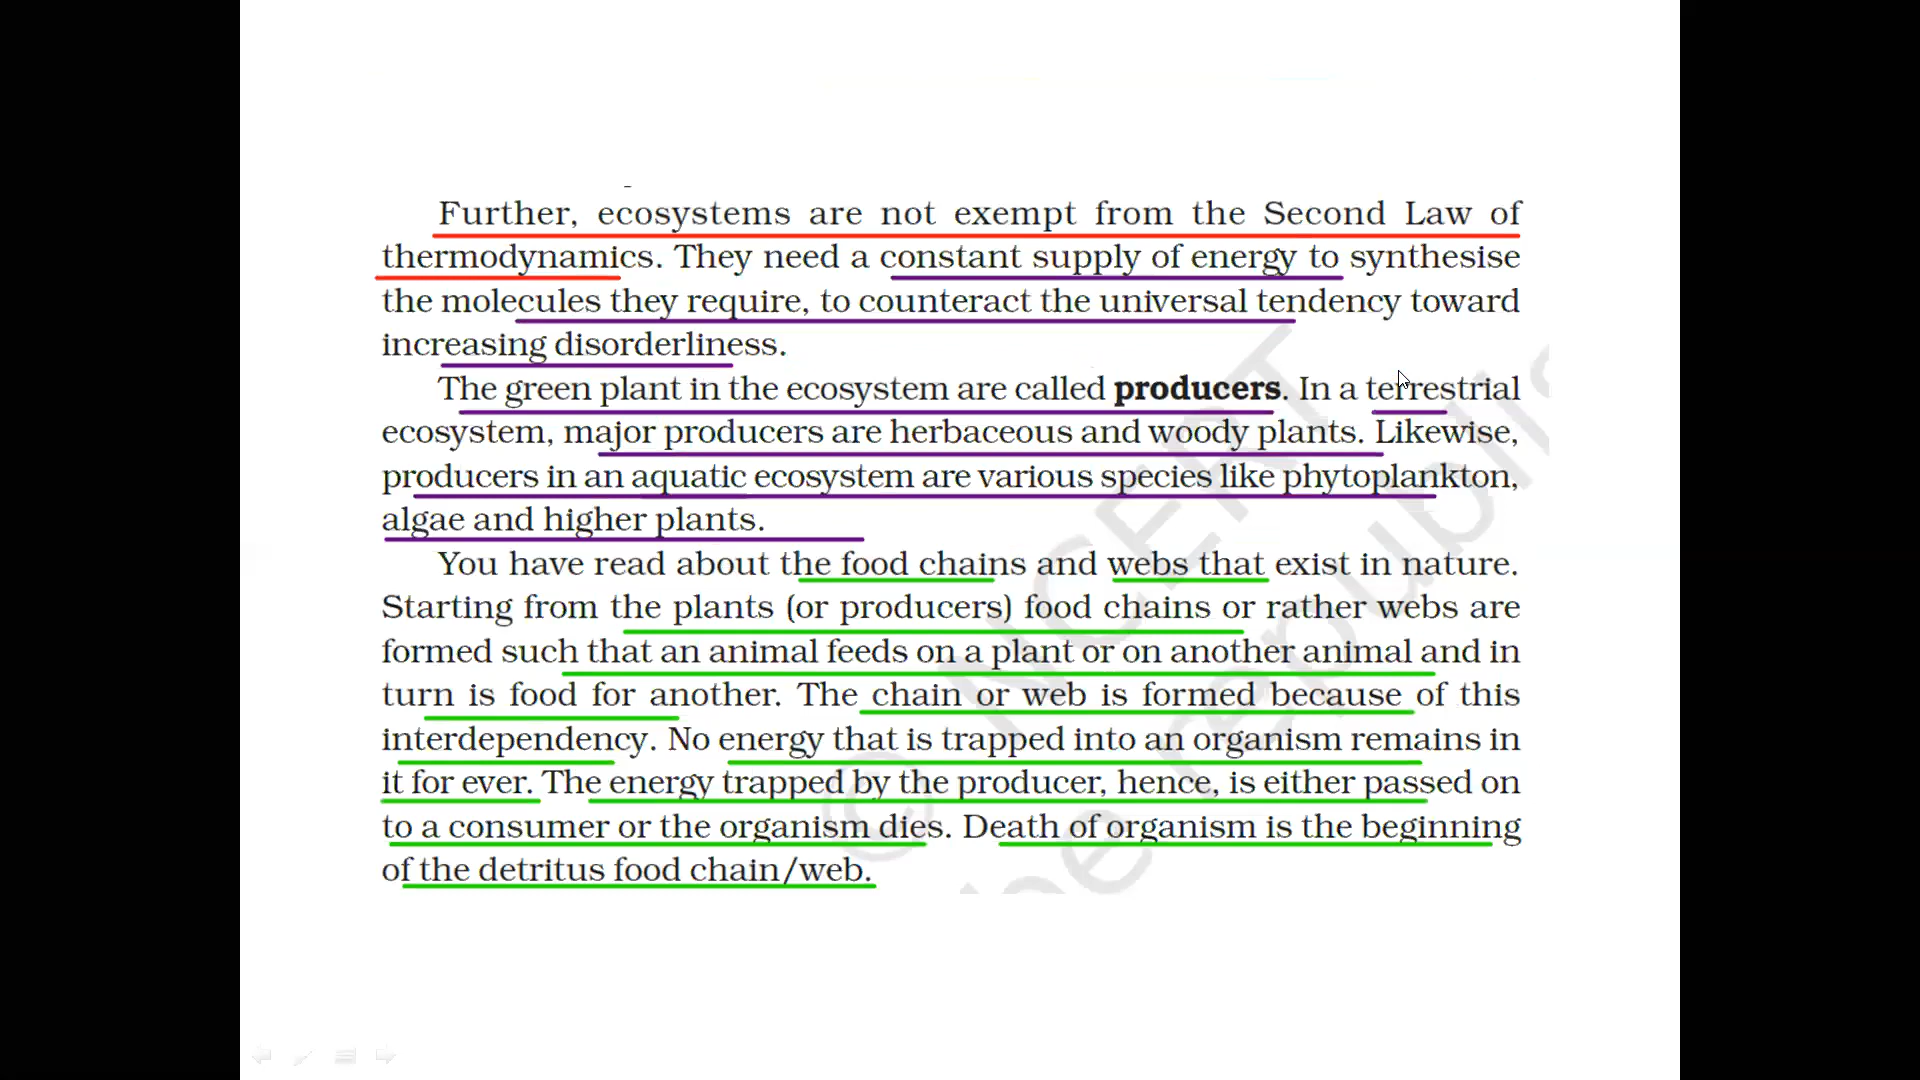 Further, ecosystems are not exempt from the Second Law of
thermodynamics. They need a constant supply of energy to synthesise
the molecules they require, to counteract the universal tendency toward
increasing disorderliness.
The green plant in the ecosystem are called producers. In a terrestrial
ecosystem, major producers are herbaceous and woody plants. Likewise,
producers in an aquatic ecosystem are various species like phytoplankton,
algae and higher plants.
You have read about the food chains and webs that exist in nature.
Starting from the plants (or producers) food chains or rather webs are
formed such that an animal feeds on a plant or on another animal and in
turn is food for another. The chain or web is formed because of this
interdependency. No energy that is trapped into an organism remains in
it for ever. The energy trapped by the producer, hence, is either passed on
to a consumer or the organism dies. Death of organism is the beginning
of the detritus food chain/web.
© NCERT
be republis